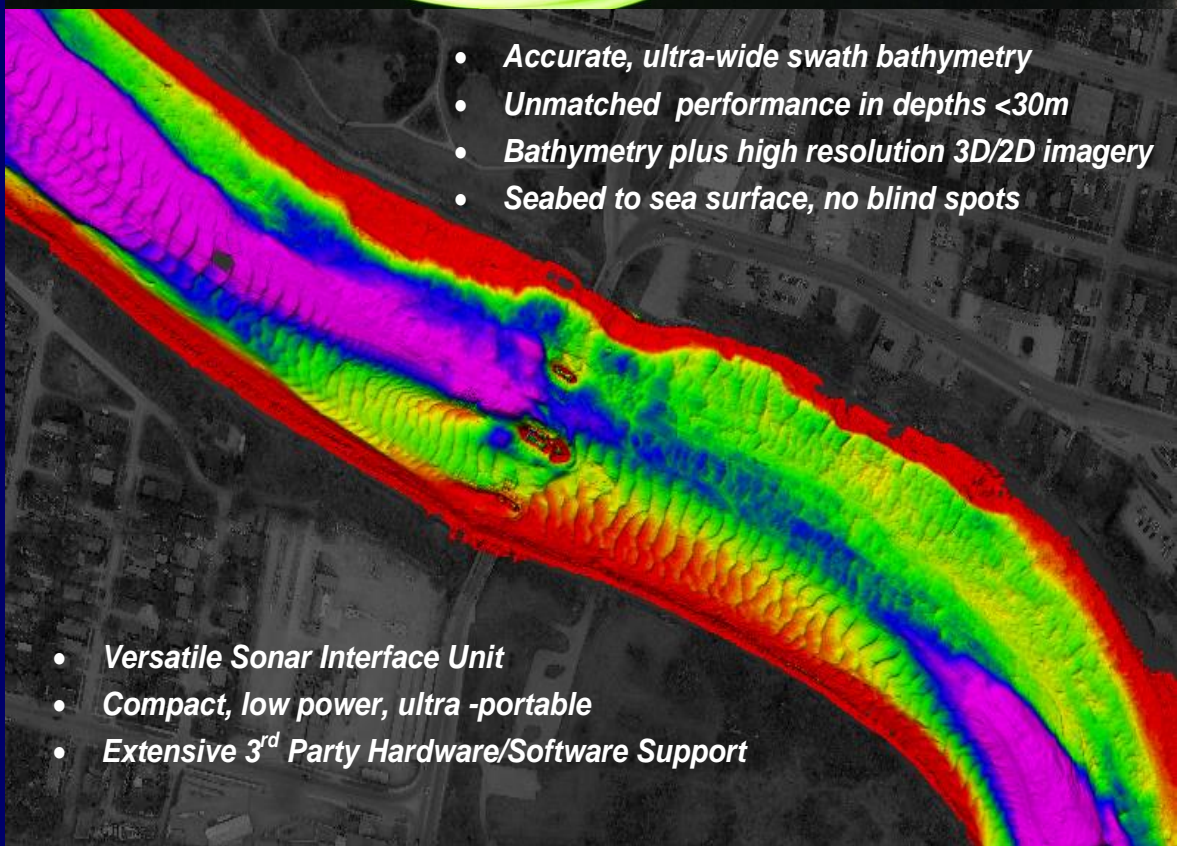 • Accurate, ultra-wide swath bathymetry
• Unmatched performance in depths <30m
• Bathymetry plus high resolution 3D/2D imagery
• Seabed to sea surface, no blind spots
• Versatile Sonar Interface Unit
• Compact, low power, ultra -portable
• Extensive 3rd Party Hardware/Software Support